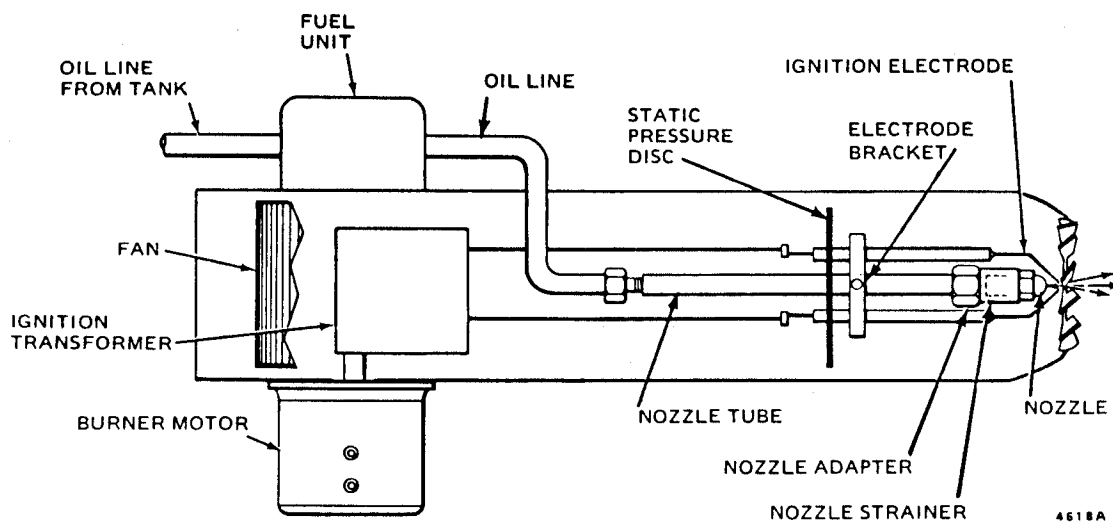 FUEL
UNIT
OIL LINE
FROM TANK
OIL LINE
IGNITION ELECTRODE
STATIC
PRESSURE
DISC
ELECTRODE
BRACKET
FAN
IGNITION
TRANSFORMER
BURNER MOTOR
NOZZLE TUBE
NOZZLE
NOZZLE ADAPTER
NOZZLE STRAINER
4618A